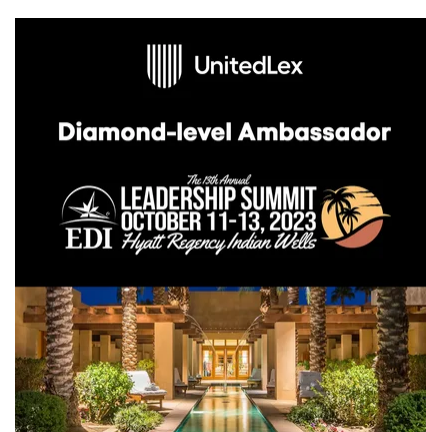 UnitedLex
Diamond-level Ambassador
The 15th Annual
LEADERSHIP SUMMIT
OCTOBER 11-13, 2023
EDI
Hyatt Regency Indian Wells